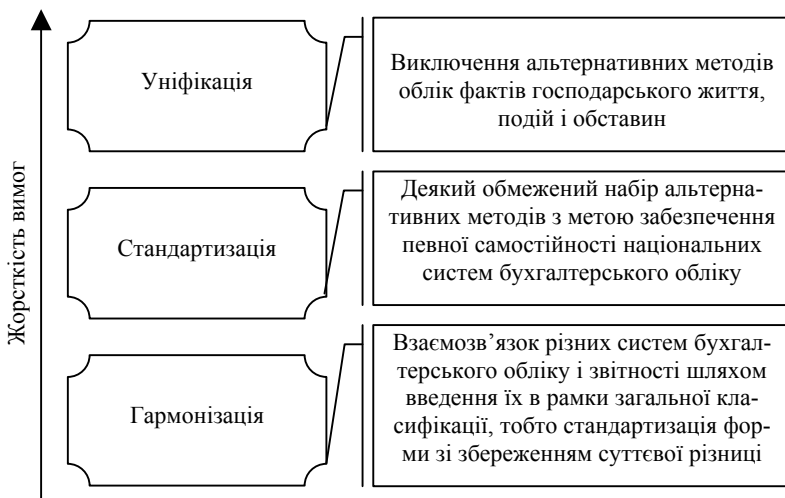 Жорсткість вимог
Уніфікація
Виключення альтернативних методів
облік фактів господарського життя,
подій і обставин
Стандартизація
Деякий обмежений набір альтерна-
тивних методів з метою забезпечення
певної самостійності національних
систем бухгалтерського обліку
Гармонізація
Взаємозв’язок різних систем бухгал-
терського обліку і звітності шляхом
введення їх в рамки загальної кла-
сифікації, тобто стандартизація фор-
ми зі збереженням суттєвої різниці